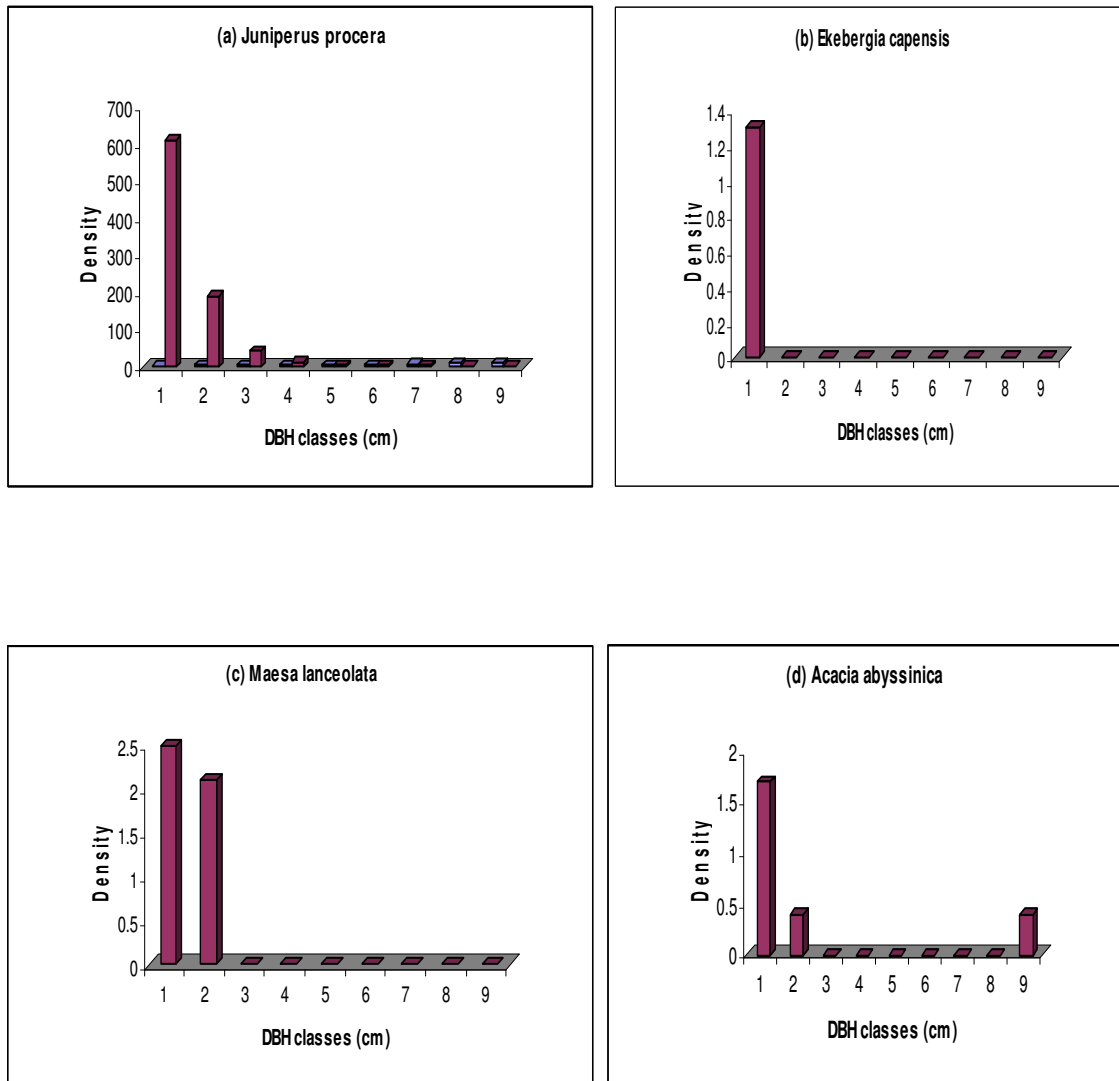 (a) Juniperus procera
700
600
500
400
300
200
100
0
Density
1 2 3 4 5 6 7 8 9
DBH classes (cm)
(b) Ekebergia capensis
1.4
1.2
1
0.8
0.6
0.4
0.2
0
Density
1 2 3 4 5 6 7 8 9
DBH classes (cm)
(c) Maesa lanceolata
2.5
2
1.5
1
0.5
0
Density
1 2 3 4 5 6 7 8 9
DBH classes (cm)
(d) Acacia abyssinica
2
1.5
1
0.5
0
Density
1 2 3 4 5 6 7 8 9
DBH classes (cm)